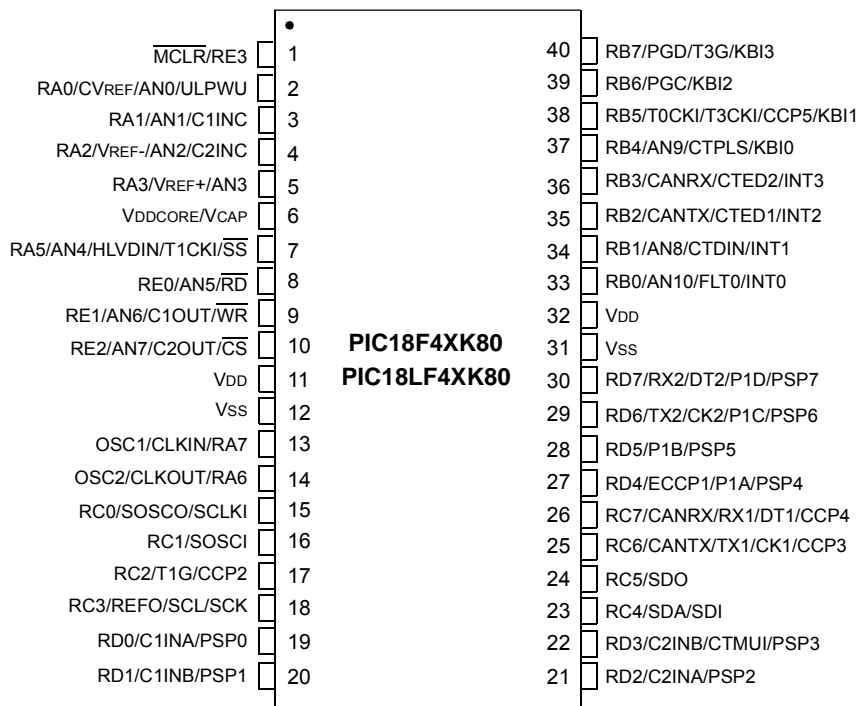 MCLR/RE3 1
RA0/CVREF/AN0/ULPWU 2
RA1/AN1/C1INC 3
RA2/VREF-/AN2/C2INC 4
RA3/VREF+/AN3 5
VDDCORE/VCAP 6
RA5/AN4/HLVDIN/T1CKI/SS 7
RE0/AN5/RD 8
RE1/AN6/C1OUT/WR 9
RE2/AN7/C2OUT/CS 10
VDD 11
VSS 12
OSC1/CLKIN/RA7 13
OSC2/CLKOUT/RA6 14
RC0/SOSCO/SCLKI 15
RC1/SOSCI 16
RC2/T1G/CCP2 17
RC3/REFO/SCL/SCK 18
RD0/C1INA/PSP0 19
RD1/C1INB/PSP1 20
PIC18F4XK80
PIC18LF4XK80
40 RB7/PGD/T3G/KBI3
39 RB6/PGC/KBI2
38 RB5/T0CKI/T3CKI/CCP5/KBI1
37 RB4/AN9/CTPLS/KBI0
36 RB3/CANRX/CTED2/INT3
35 RB2/CANTX/CTED1/INT2
34 RB1/AN8/CTDIN/INT1
33 RB0/AN10/FLT0/INT0
32 VDD
31 VSS
30 RD7/RX2/DT2/P1D/PSP7
29 RD6/TX2/CK2/P1C/PSP6
28 RD5/P1B/PSP5
27 RD4/ECCP1/P1A/PSP4
26 RC7/CANRX/RX1/DT1/CCP4
25 RC6/CANTX/TX1/CK1/CCP3
24 RC5/SDO
23 RC4/SDA/SDI
22 RD3/C2INB/CTMUI/PSP3
21 RD2/C2INA/PSP2